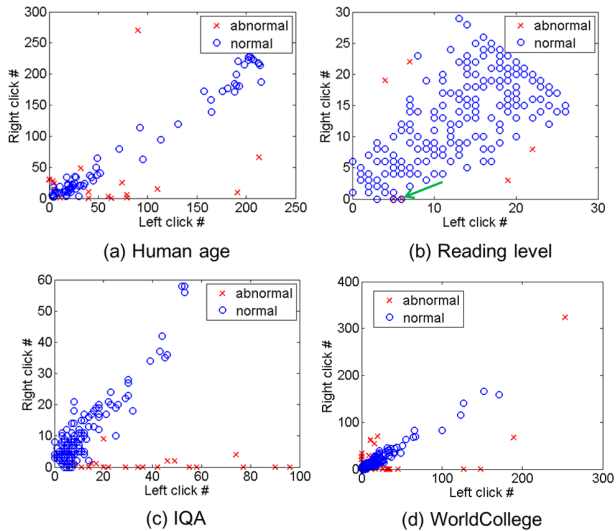 300
250
200
150
100
50
0
Right click #
abnormal
normal
0 50 100 150 200 250
Left click #
(a) Human age
30
25
20
15
10
5
0
Right click #
abnormal
normal
0 10 20 30
Left click #
(b) Reading level
60
50
40
30
20
10
0
Right click #
abnormal
normal
0 20 40 60 80 100
Left click #
(c) IQA
400
300
200
100
0
Right click #
abnormal
normal
0 100 200 300
Left click #
(d) WorldCollege